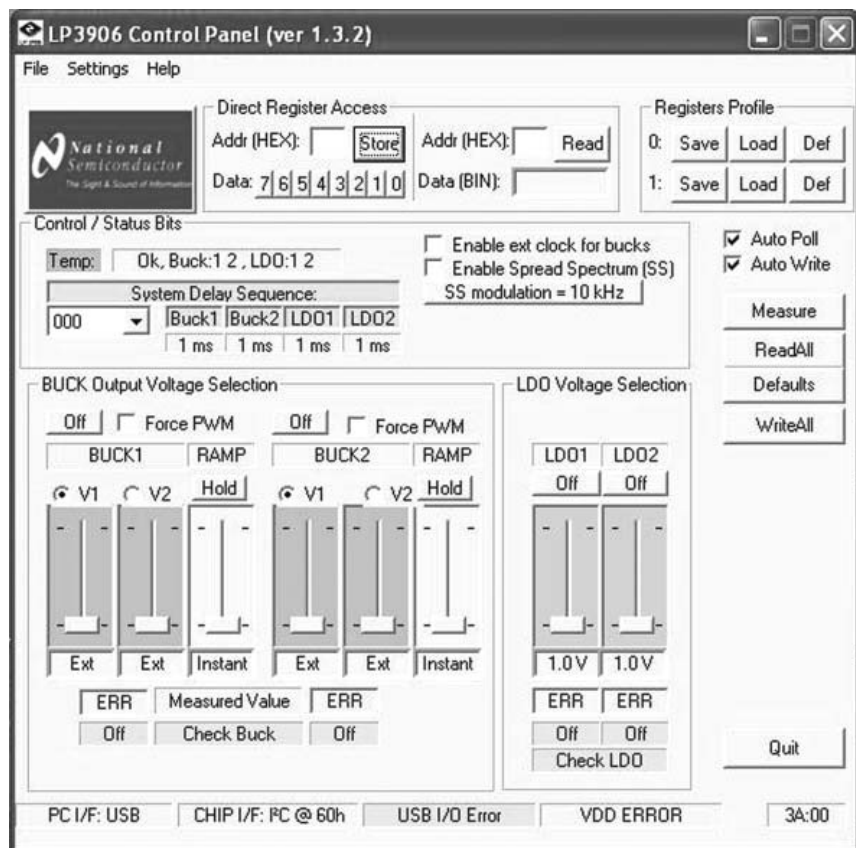 LP3906 Control Panel (ver 1.3.2)
File Settings Help
National
Semiconductor
The Sight & Sound of Information
Direct Register Access
Addr (HEX): Store Addr (HEX): Read
Data: 7 6 5 4 3 2 1 0 Data (BIN):
Registers Profile
0: Save Load Def
1: Save Load Def
Control / Status Bits
Temp: Ok, Buck:1 2 , LDO:1 2
System Delay Sequence:
000 Buck1 Buck2 LDO1 LDO2
1 ms 1 ms 1 ms 1 ms
Enable ext clock for bucks
Enable Spread Spectrum (SS)
SS modulation = 10 kHz
Auto Poll
Auto Write
Measure
ReadAll
Defaults
WriteAll
BUCK Output Voltage Selection
Off Force PWM Off Force PWM
BUCK1 RAMP BUCK2 RAMP
V1 V2 Hold V1 V2 Hold
Ext Ext Instant Ext Ext Instant
ERR Measured Value ERR
Off Check Buck Off
LDO Voltage Selection
LDO1 LDO2
Off Off
1.0 V 1.0 V
ERR ERR
Off Off
Check LDO
Quit
PC I/F: USB CHIP I/F: I²C @ 60h USB I/O Error VDD ERROR 3A:00